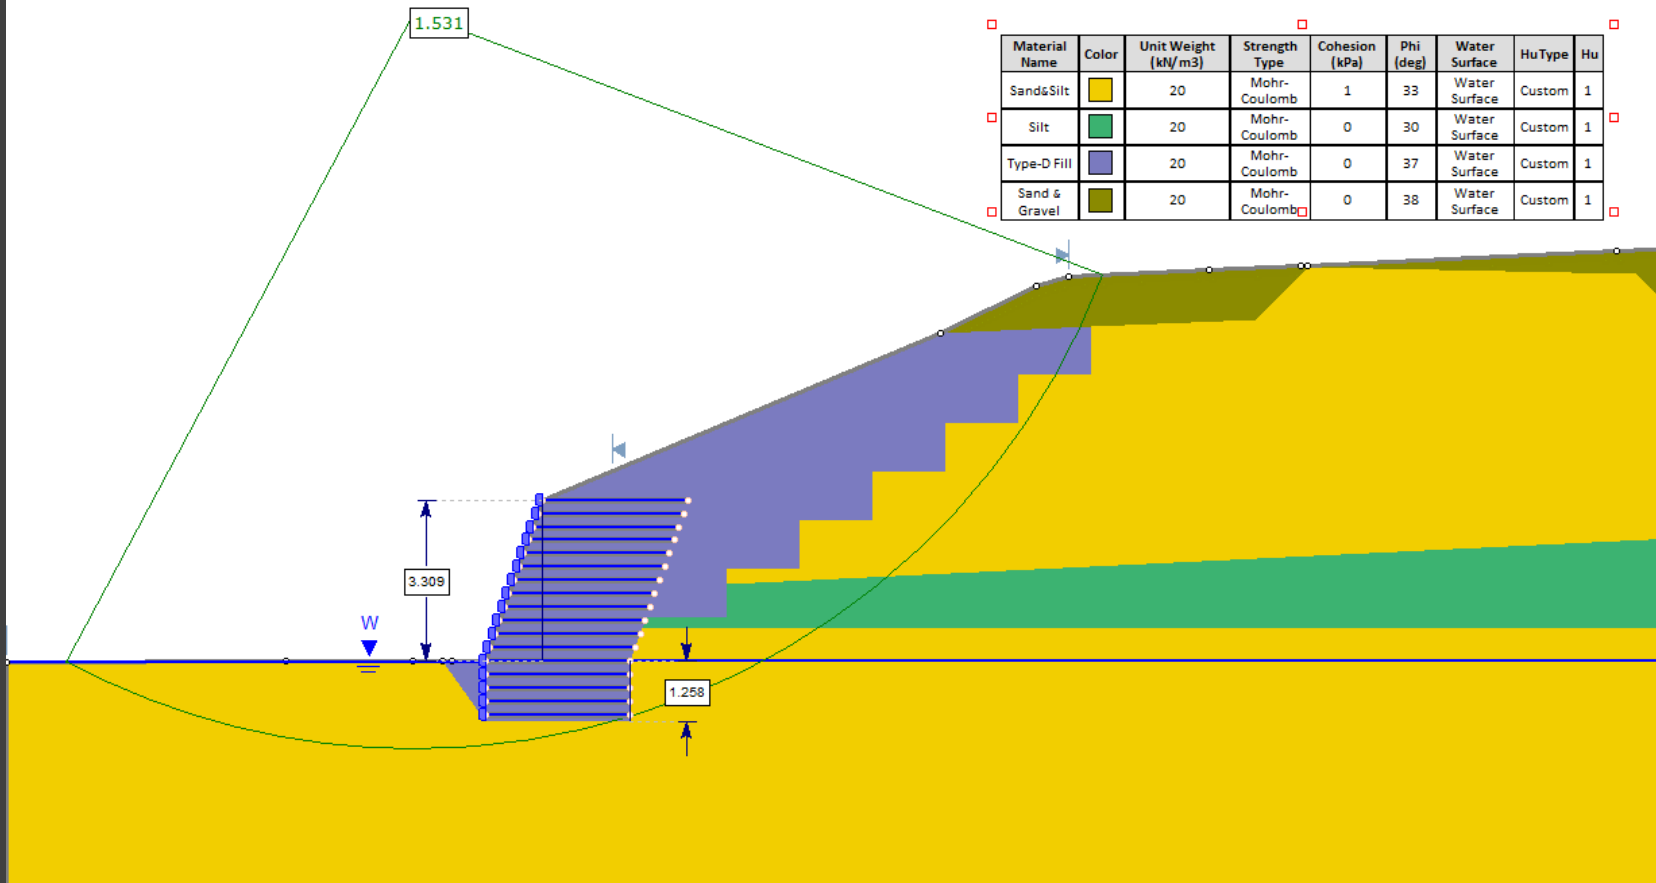 1.531
Material Name Color Unit Weight (kN/m3) Strength Type Cohesion (kPa) Phi (deg) Water Surface HuType Hu
Sand&Silt 20 Mohr-Coulomb 1 33 Water Surface Custom 1
Silt 20 Mohr-Coulomb 0 30 Water Surface Custom 1
Type-D Fill 20 Mohr-Coulomb 0 37 Water Surface Custom 1
Sand & Gravel 20 Mohr-Coulomb 0 38 Water Surface Custom 1
3.309
W
1.258